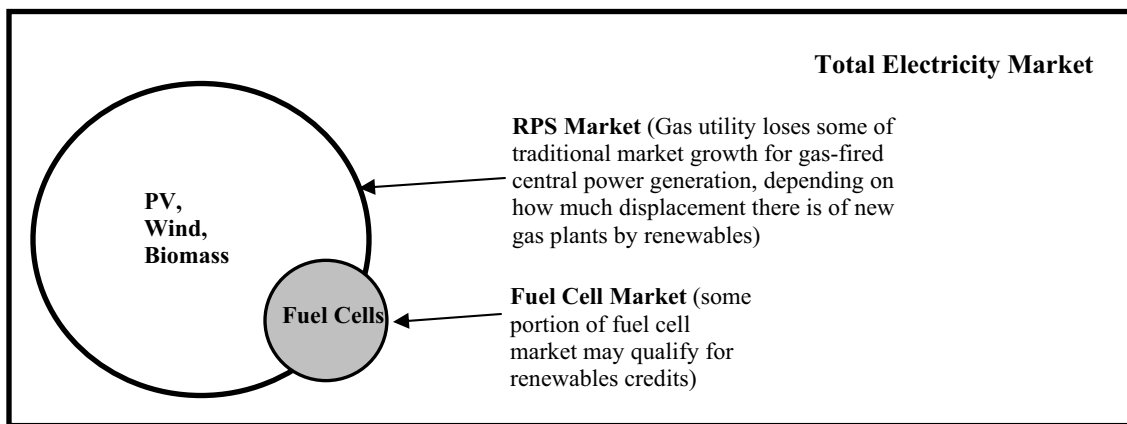 Total Electricity Market
RPS Market (Gas utility loses some of
traditional market growth for gas-fired
central power generation, depending on
how much displacement there is of new
gas plants by renewables)
PV,
Wind,
Biomass
Fuel Cells
Fuel Cell Market (some
portion of fuel cell
market may qualify for
renewables credits)